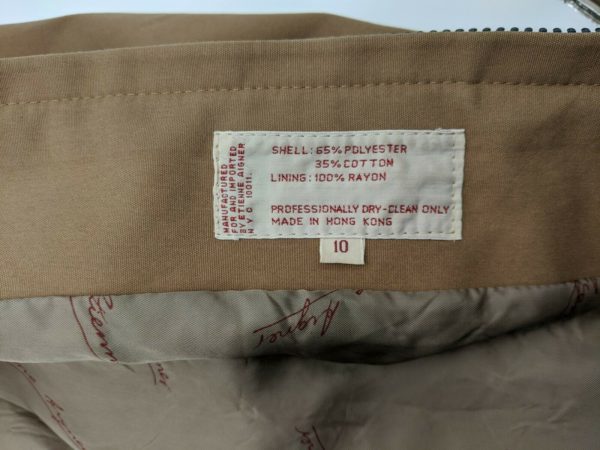 SHELL: 65% POLYESTER
35% COTTON
LINING: 100% RAYON
PROFESSIONALLY DRY-CLEAN ONLY
MADE IN HONG KONG
MANUFACTURED
FOR AND IMPORTED
BY ETIENNE AIGNER
N Y C 10011.
10
Aigner
Etienne